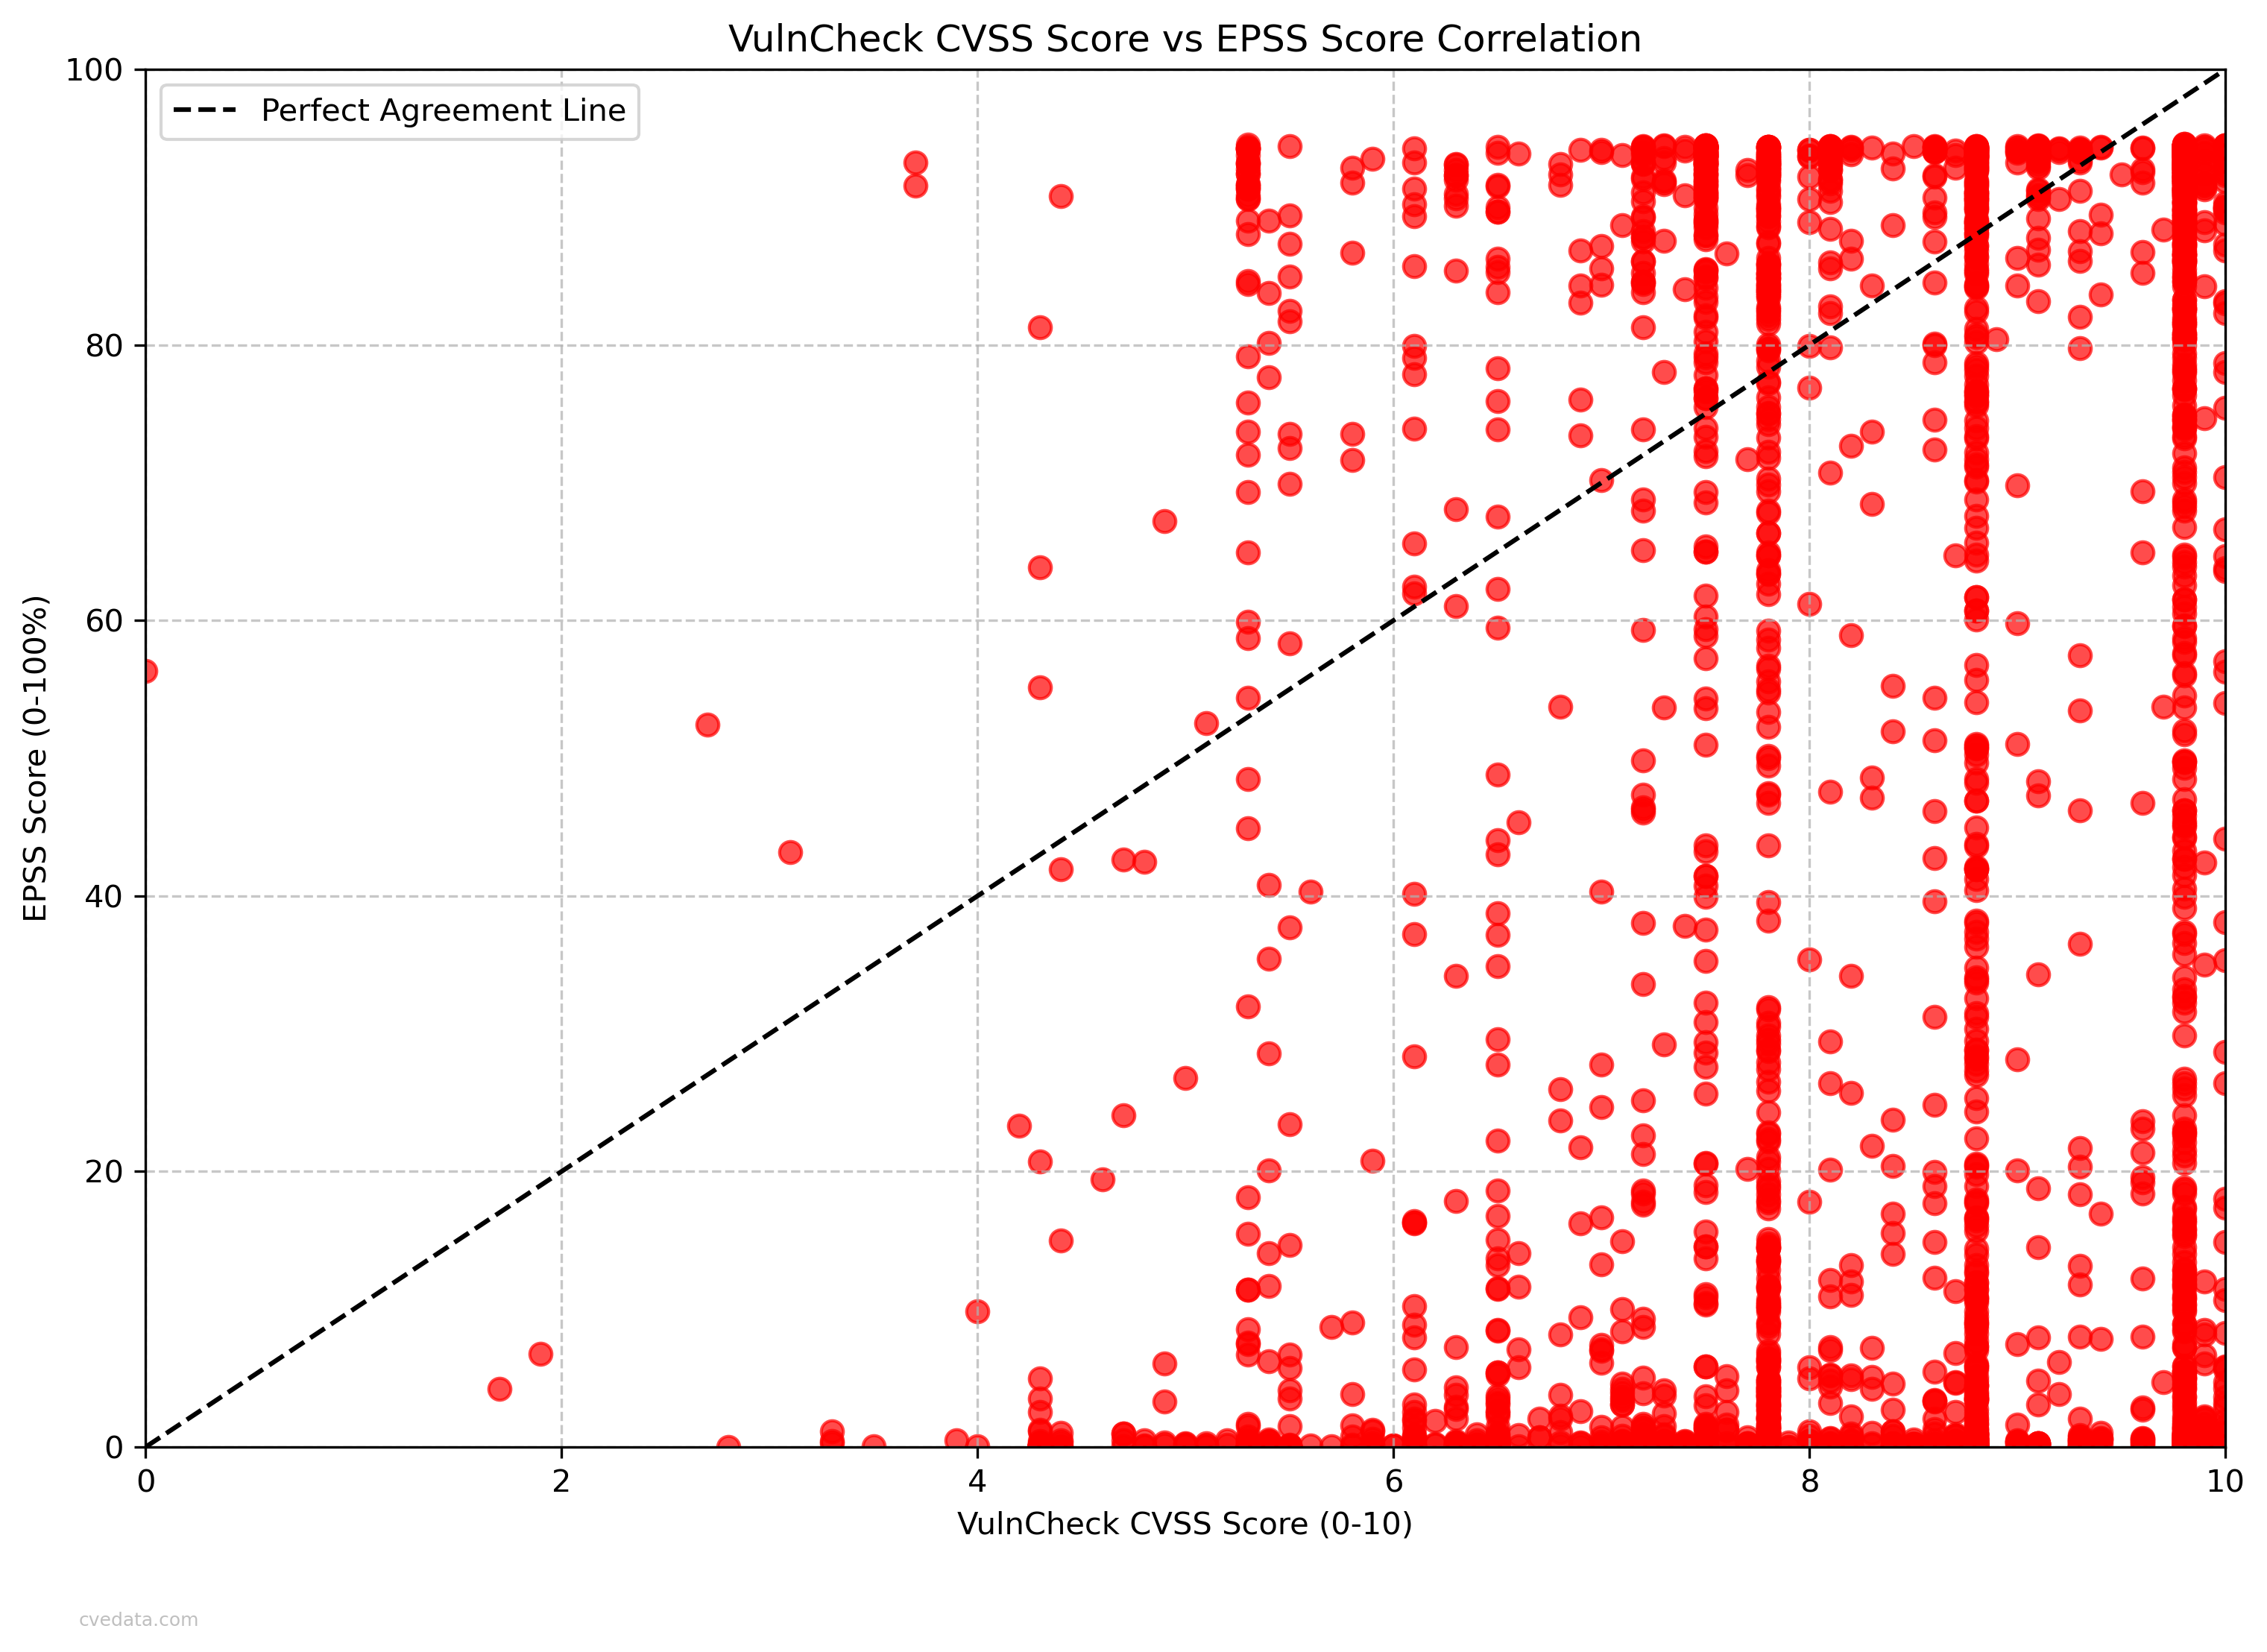 VulnCheck CVSS Score vs EPSS Score Correlation
Perfect Agreement Line
100
80
60
40
20
0
EPSS Score (0-100%)
0 2 4 6 8 10
VulnCheck CVSS Score (0-10)
cvedata.com